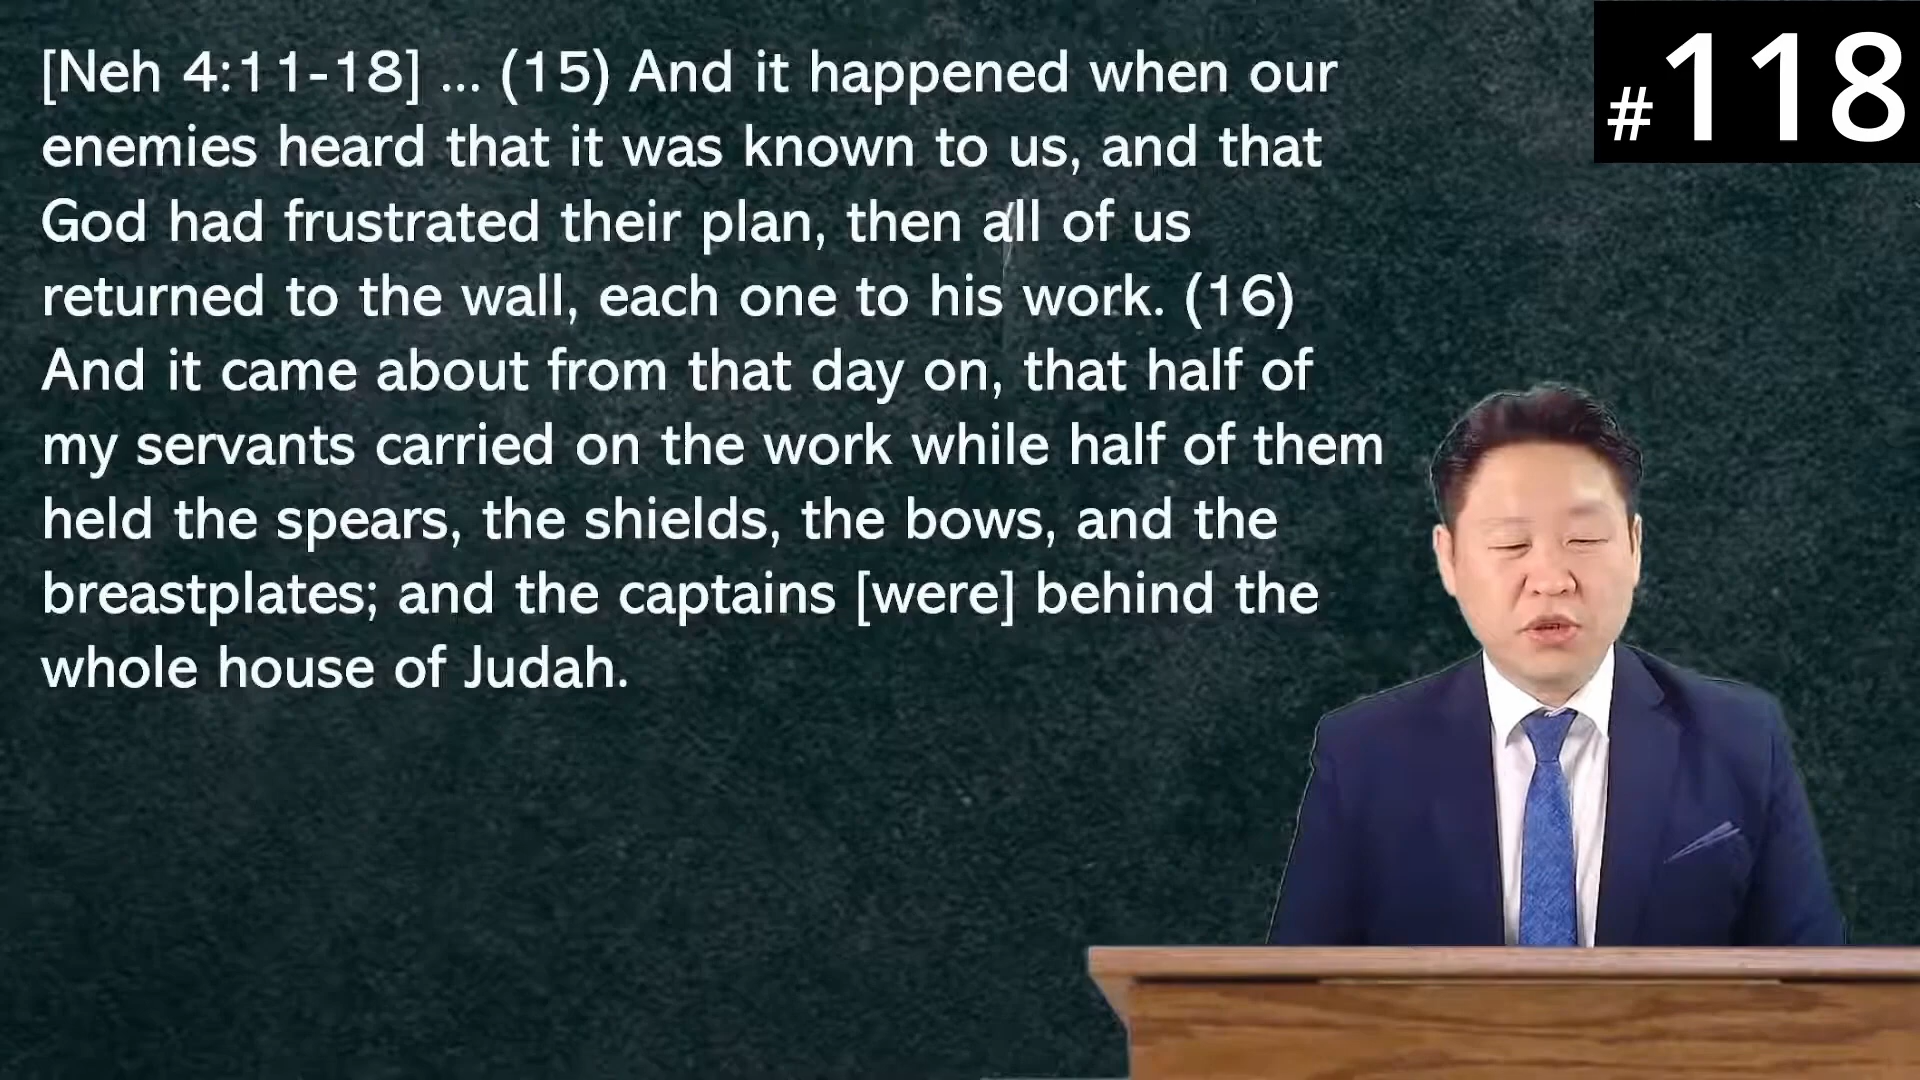 [Neh 4:11-18] ... (15) And it happened when our
enemies heard that it was known to us, and that
God had frustrated their plan, then all of us
returned to the wall, each one to his work. (16)
And it came about from that day on, that half of
my servants carried on the work while half of them
held the spears, the shields, the bows, and the
breastplates; and the captains [were] behind the
whole house of Judah.
#118